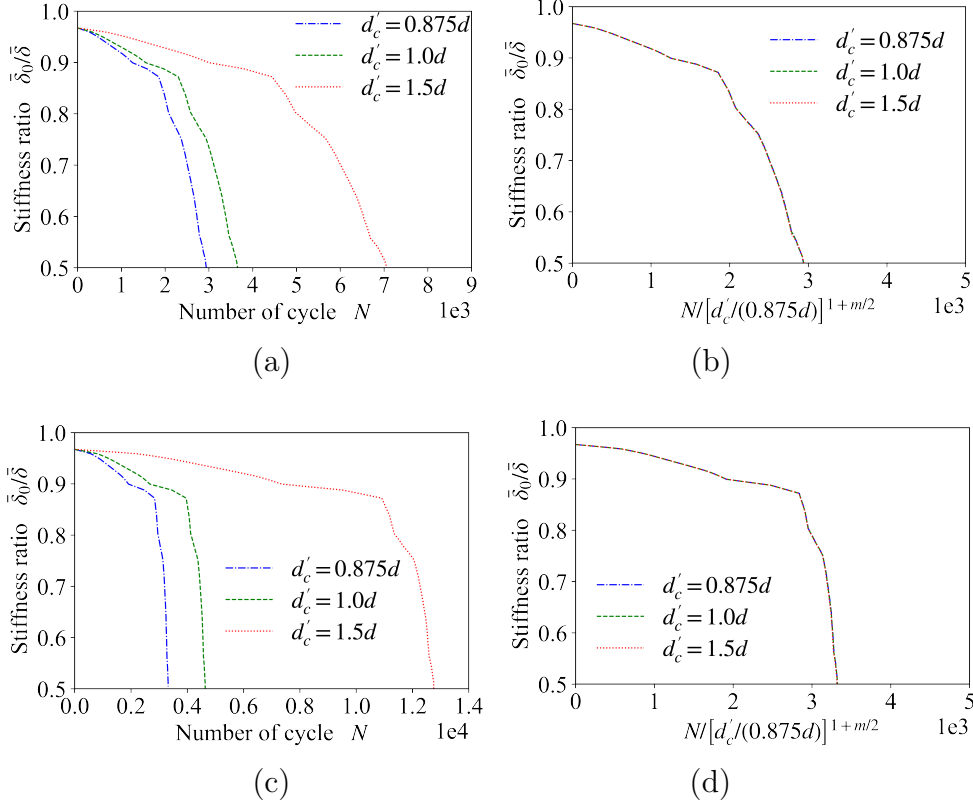 1.0
0.9
0.8
0.7
0.6
0.5
Stiffness ratio δ̄₀/δ̄
d′c = 0.875d
d′c = 1.0d
d′c = 1.5d
0 1 2 3 4 5 6 7 8 9
1e3
Number of cycle N
(a)
1.0
0.9
0.8
0.7
0.6
0.5
Stiffness ratio δ̄₀/δ̄
d′c = 0.875d
d′c = 1.0d
d′c = 1.5d
0 1 2 3 4 5
1e3
N/[d′c/(0.875d)]^1+m/2
(b)
1.0
0.9
0.8
0.7
0.6
0.5
Stiffness ratio δ̄₀/δ̄
d′c = 0.875d
d′c = 1.0d
d′c = 1.5d
0.0 0.2 0.4 0.6 0.8 1.0 1.2 1.4
1e4
Number of cycle N
(c)
1.0
0.9
0.8
0.7
0.6
0.5
Stiffness ratio δ̄₀/δ̄
d′c = 0.875d
d′c = 1.0d
d′c = 1.5d
0 1 2 3 4 5
1e3
N/[d′c/(0.875d)]^1+m/2
(d)